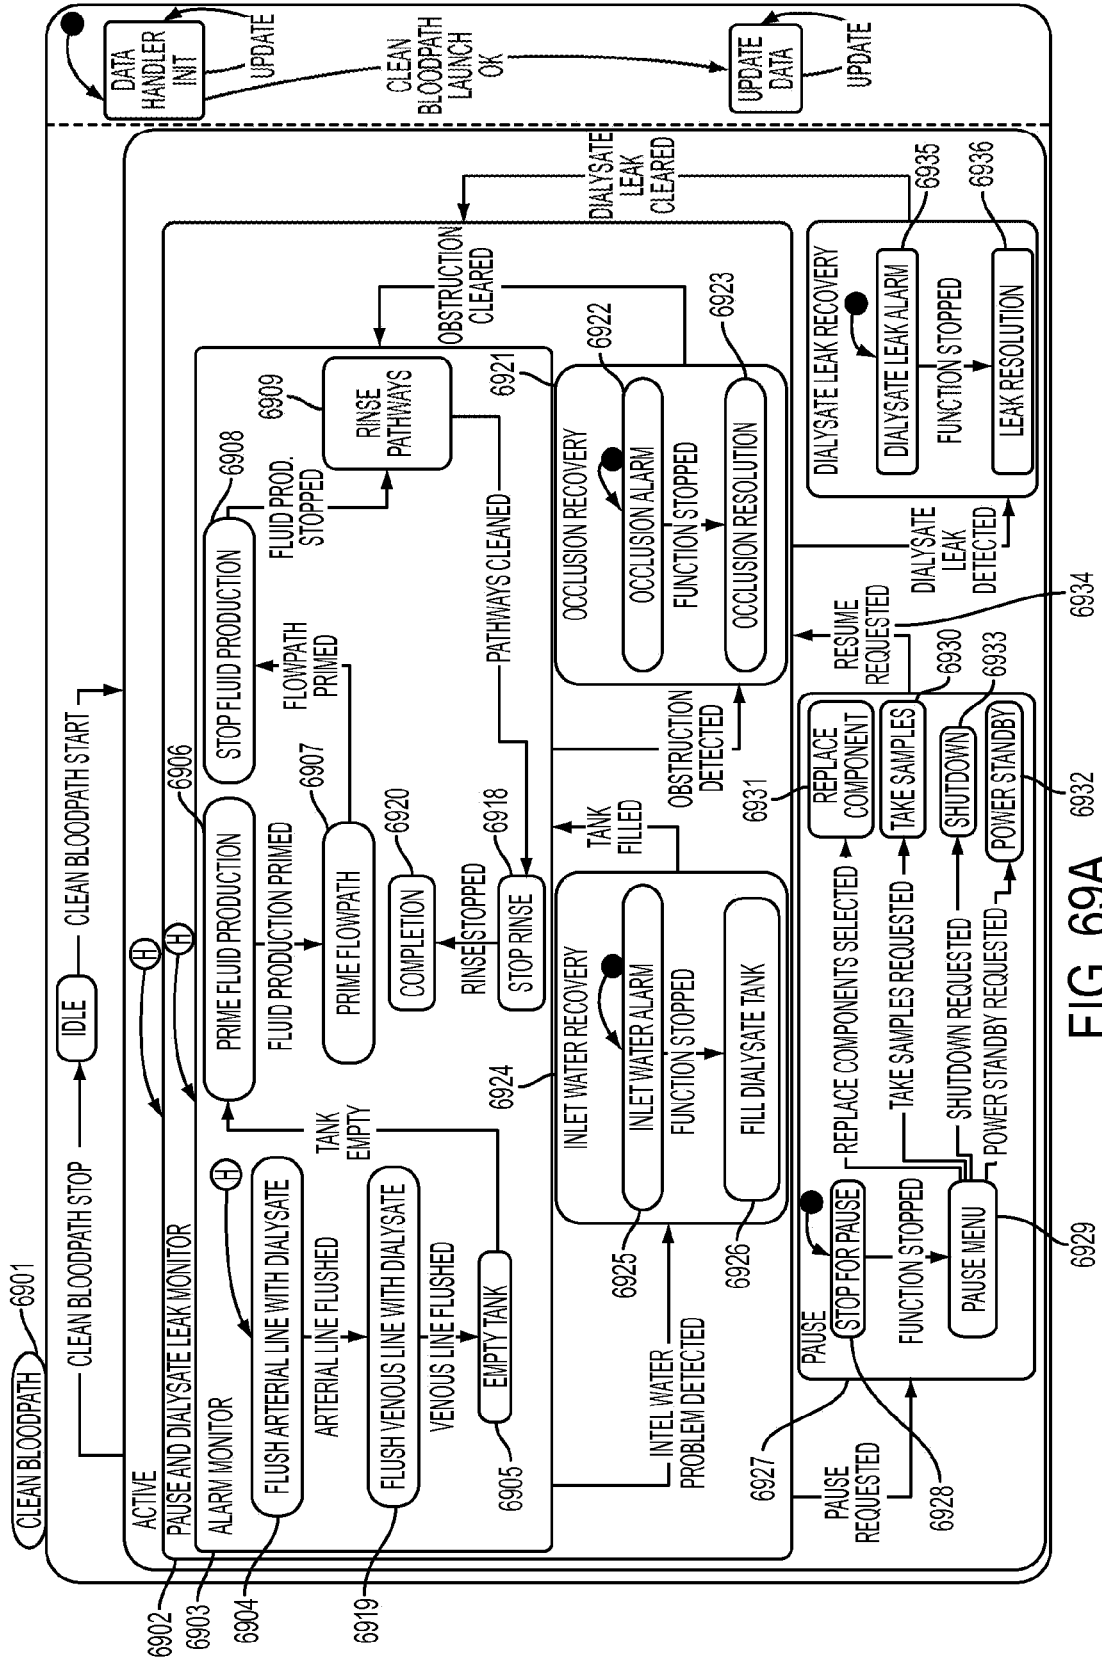 CLEAN BLOODPATH
6901
CLEAN BLOODPATH STOP
IDLE
CLEAN BLOODPATH START
DATA
HANDLER
INIT
UPDATE
CLEAN
BLOODPATH
LAUNCH
OK
UPDATE
DATA
UPDATE
ACTIVE
H
6902
PAUSE AND DIALYSATE LEAK MONITOR
H
6903
ALARM MONITOR
H
6904
FLUSH ARTERIAL LINE WITH DIALYSATE
ARTERIAL LINE FLUSHED
6919
FLUSH VENOUS LINE WITH DIALYSATE
VENOUS LINE FLUSHED
EMPTY TANK
6905
TANK
EMPTY
6906
PRIME FLUID PRODUCTION
FLUID PRODUCTION PRIMED
6907
PRIME FLOWPATH
FLOWPATH
PRIMED
6908
STOP FLUID PRODUCTION
FLUID PROD.
STOPPED
6909
RINSE
PATHWAYS
PATHWAYS CLEANED
6920
COMPLETION
RINSE STOPPED
6918
STOP RINSE
OBSTRUCTION
CLEARED
DIALYSATE
LEAK
CLEARED
INTEL WATER
PROBLEM DETECTED
6924
INLET WATER RECOVERY
6925
INLET WATER ALARM
FUNCTION STOPPED
6926
FILL DIALYSATE TANK
TANK
FILLED
OBSTRUCTION
DETECTED
6921
OCCLUSION RECOVERY
6922
OCCLUSION ALARM
FUNCTION STOPPED
6923
OCCLUSION RESOLUTION
PAUSE
REQUESTED
6927
PAUSE
6928
STOP FOR PAUSE
FUNCTION STOPPED
PAUSE MENU
6929
REPLACE COMPONENTS SELECTED
TAKE SAMPLES REQUESTED
SHUTDOWN REQUESTED
POWER STANDBY REQUESTED
6931
REPLACE
COMPONENT
TAKE SAMPLES
6930
SHUTDOWN
6933
POWER STANDBY
6932
RESUME
REQUESTED
6934
DIALYSATE
LEAK
DETECTED
DIALYSATE LEAK RECOVERY
DIALYSATE LEAK ALARM
6935
FUNCTION STOPPED
LEAK RESOLUTION
6936
FIG 69A